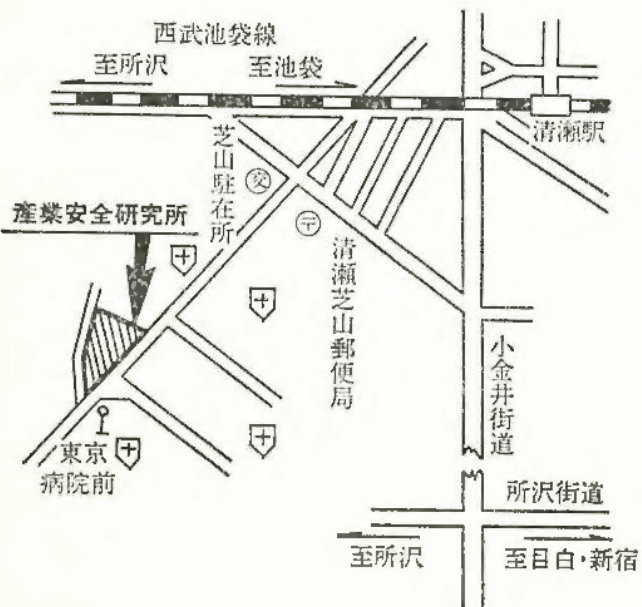 西武池袋線
至所沢
至池袋
清瀬駅
芝山駐在所
交
〒
産業安全研究所
清瀬芝山郵便局
小金井街道
東京
病院前
所沢街道
至所沢
至目白・新宿